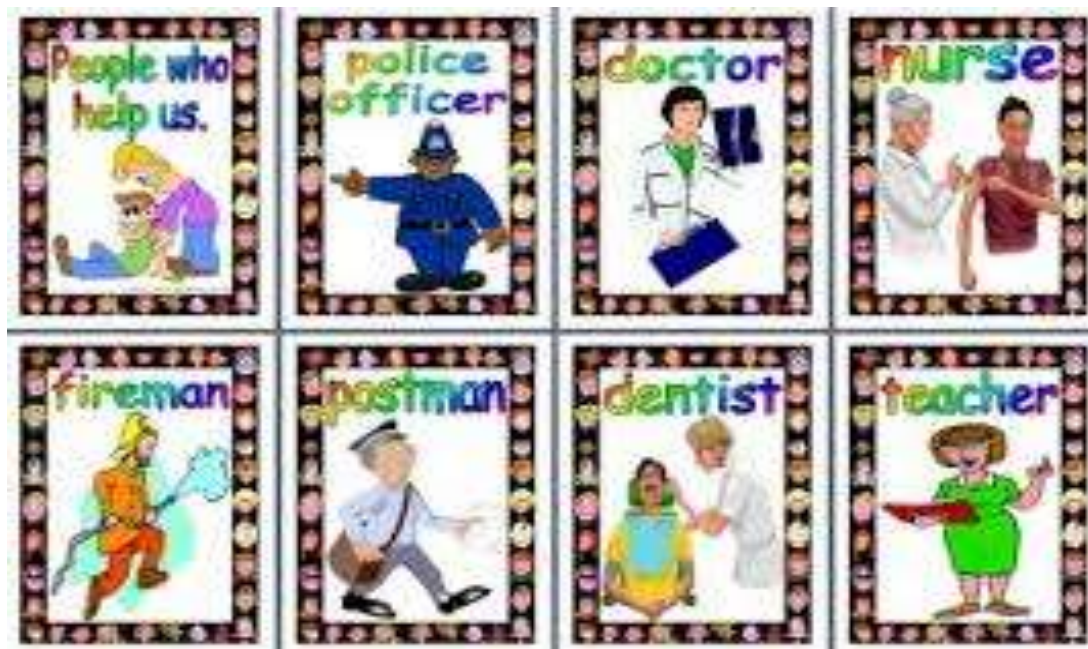 People who
help us.
police
officer
doctor
nurse
fireman
postman
dentist
teacher